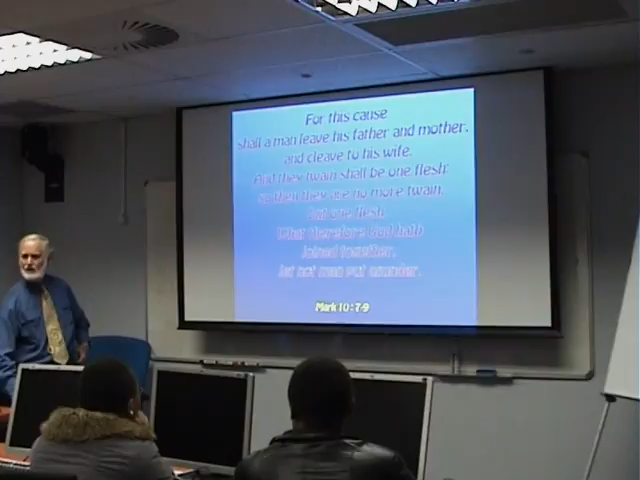 For this cause
shall a man leave his father and mother,
and cleave to his wife.
And they twain shall be one flesh:
so then they are no more twain,
but one flesh.
What therefore God hath
joined together,
let not man put asunder.
Mark 10:7-9